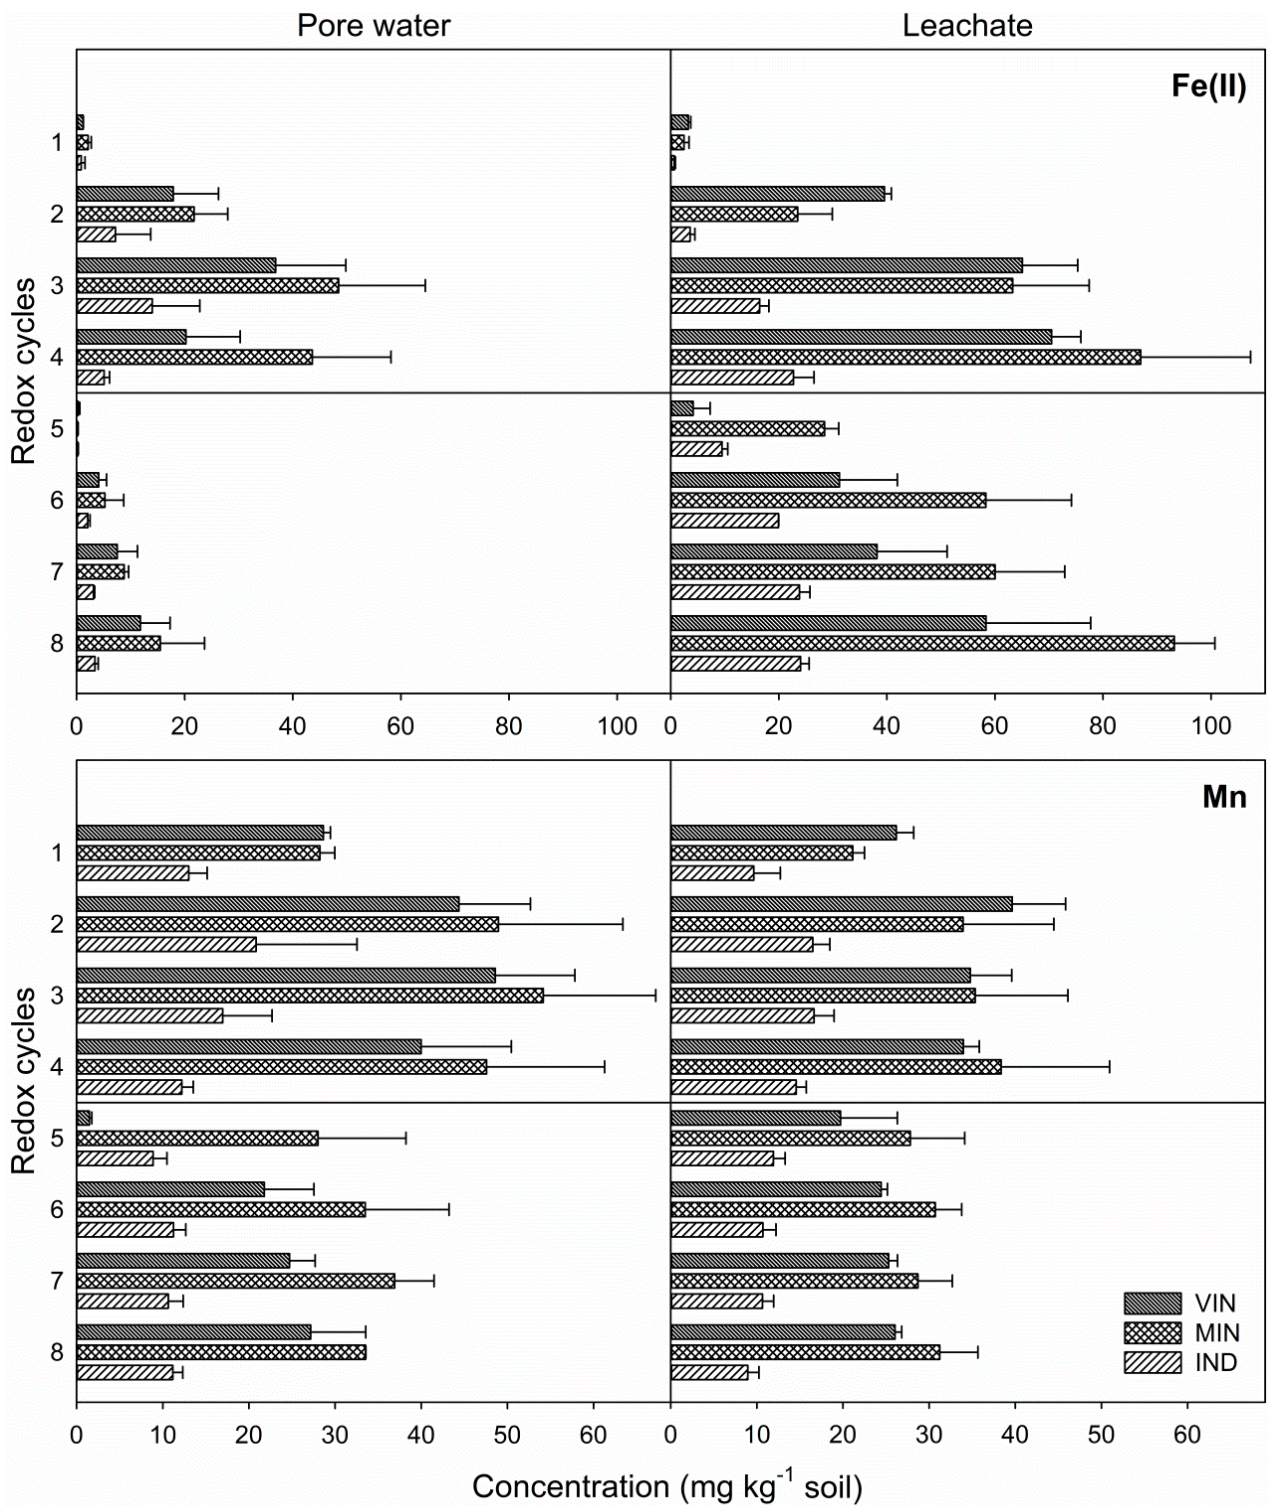 Pore water Leachate
Fe(II)
Redox cycles
1
2
3
4
5
6
7
8
0 20 40 60 80 100 0 20 40 60 80 100
Mn
Redox cycles
1
2
3
4
5
6
7
8
VIN
MIN
IND
0 10 20 30 40 50 60 0 10 20 30 40 50 60
Concentration (mg kg⁻¹ soil)